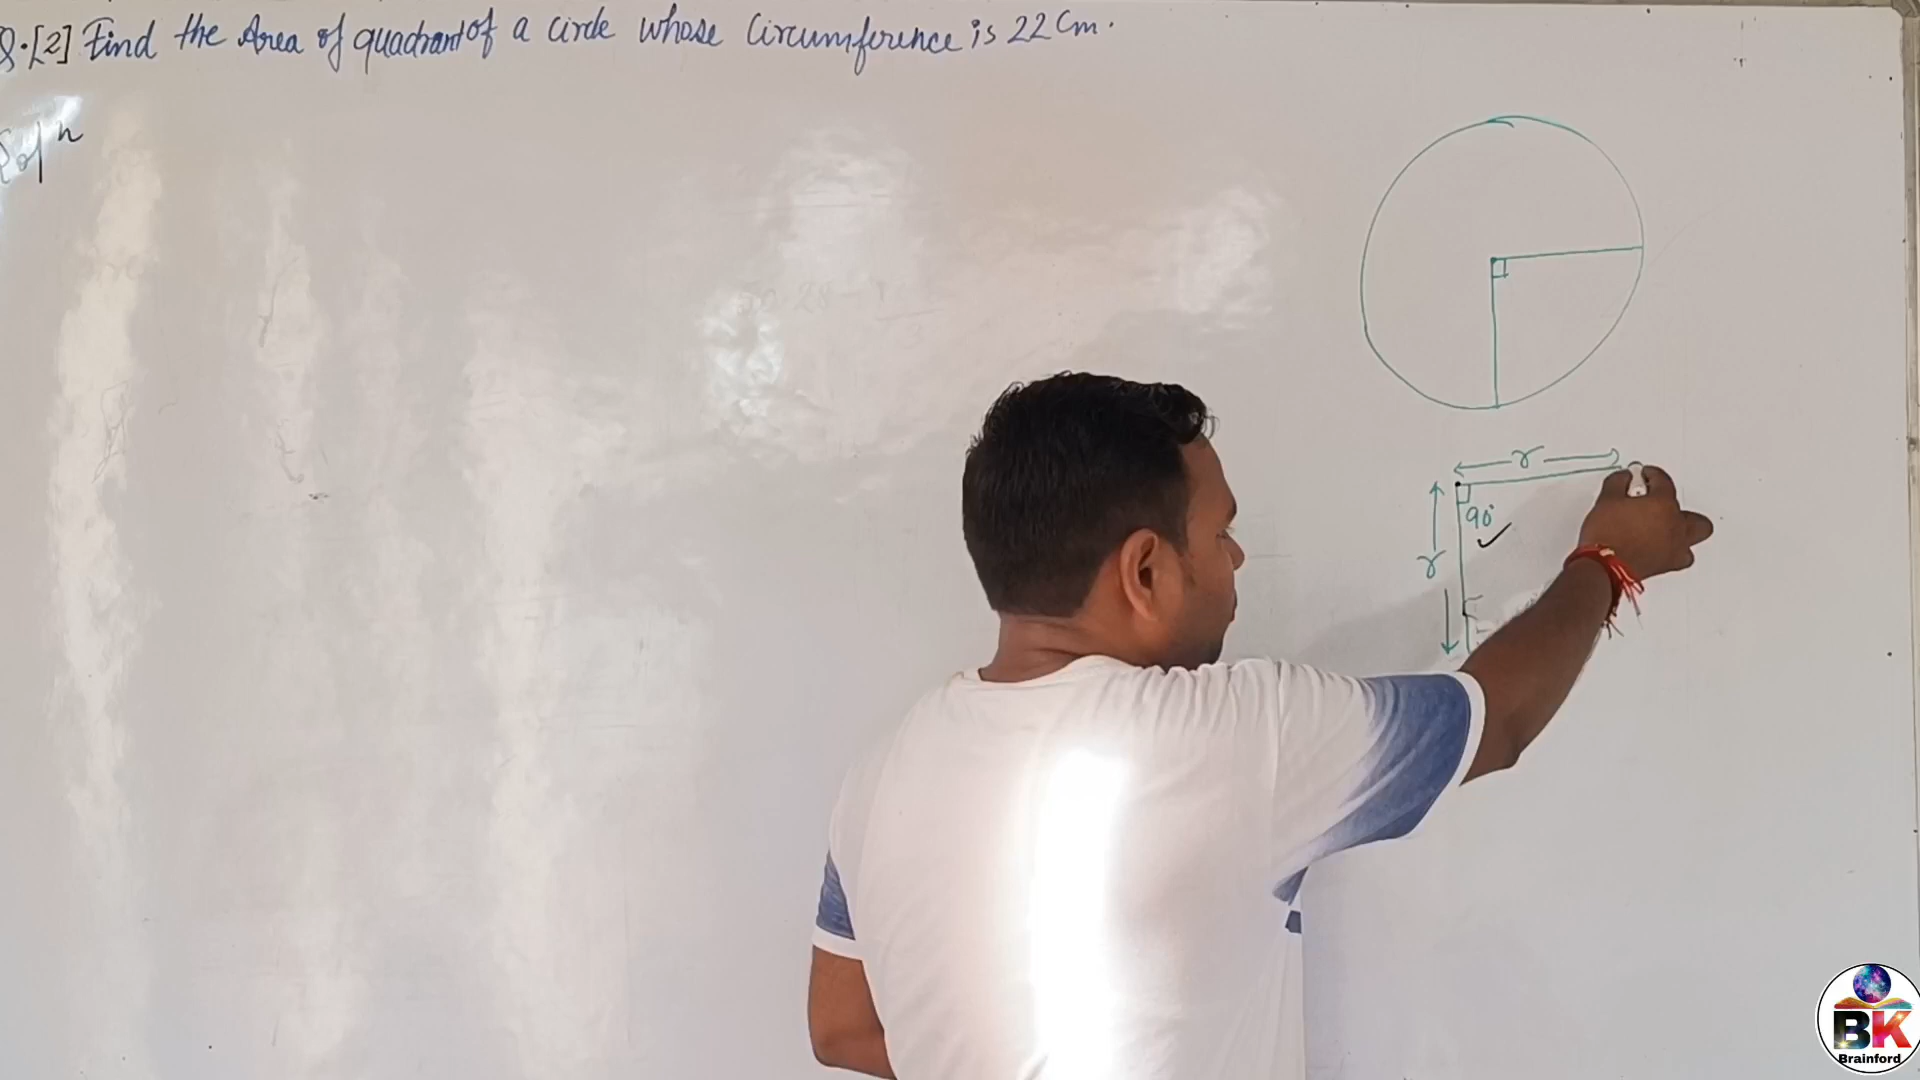 Q.[2] Find the Area of quadrant of a circle whose Circumference is 22 Cm.
Solⁿ
r
90°
r
BK
Brainford